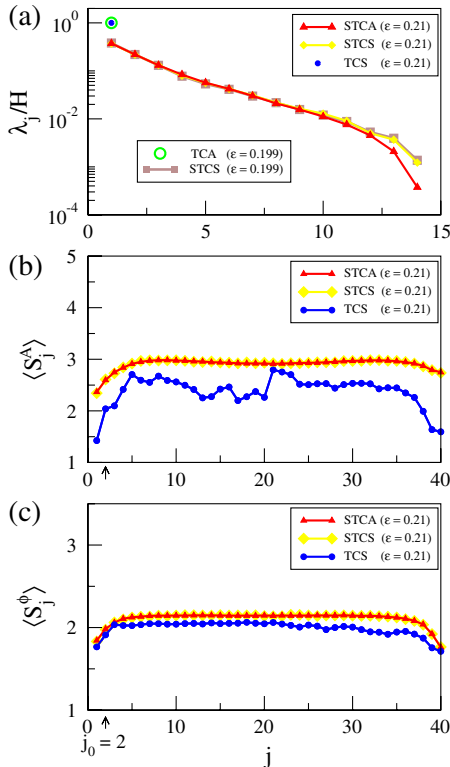 (a)
10⁰
10⁻²
10⁻⁴
λⱼ/H
STCA (ε = 0.21)
STCS (ε = 0.21)
TCS (ε = 0.21)
TCA (ε = 0.199)
STCS (ε = 0.199)
5 10 15
(b)
5
4
3
2
1
⟨Sⱼᴬ⟩
STCA (ε = 0.21)
STCS (ε = 0.21)
TCS (ε = 0.21)
0 10 20 30 40
(c)
3
2
1
⟨Sⱼᶲ⟩
STCA (ε = 0.21)
STCS (ε = 0.21)
TCS (ε = 0.21)
0 10 20 30 40
j₀ = 2
j